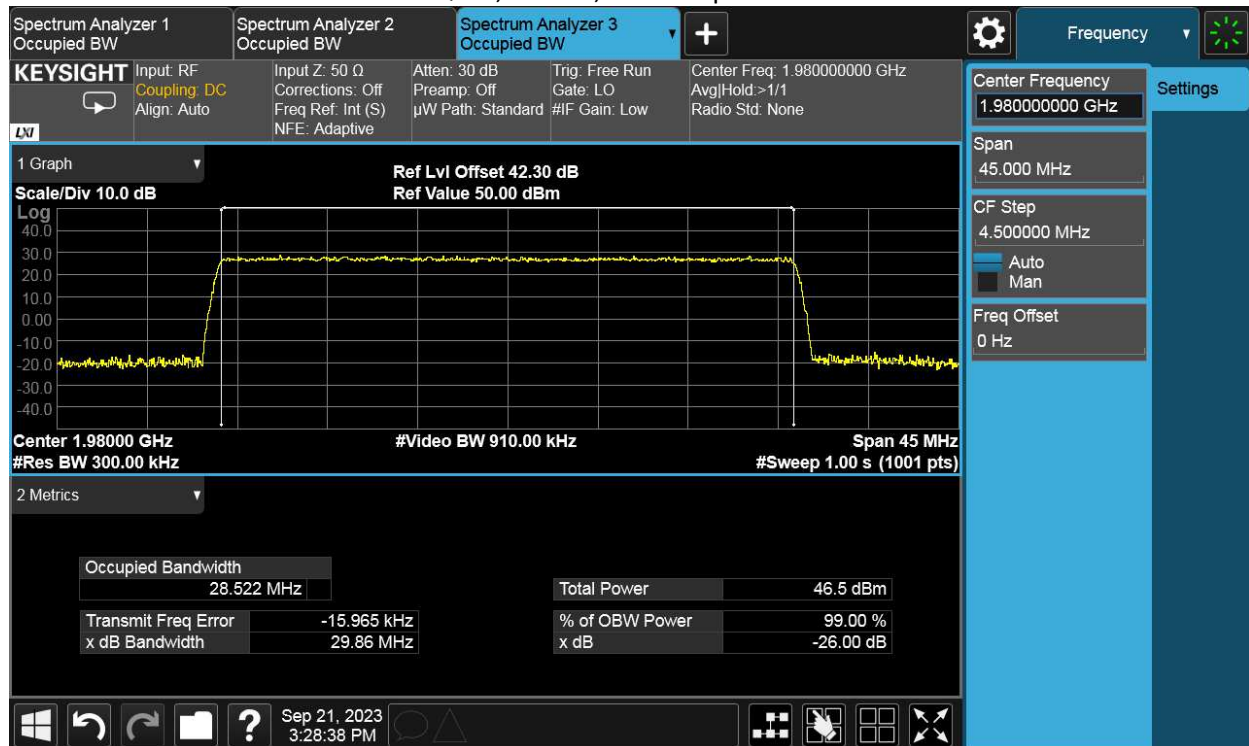 Spectrum Analyzer 1
Occupied BW
Spectrum Analyzer 2
Occupied BW
Spectrum Analyzer 3
Occupied BW
+
Frequency
KEYSIGHT
LXI
Input: RF
Coupling: DC
Align: Auto
Input Z: 50 Ω
Corrections: Off
Freq Ref: Int (S)
NFE: Adaptive
Atten: 30 dB
Preamp: Off
µW Path: Standard
Trig: Free Run
Gate: LO
#IF Gain: Low
Center Freq: 1.980000000 GHz
Avg|Hold:>1/1
Radio Std: None
Center Frequency
1.980000000 GHz
Settings
Span
45.000 MHz
CF Step
4.500000 MHz
Auto
Man
Freq Offset
0 Hz
1 Graph
Scale/Div 10.0 dB
Ref Lvl Offset 42.30 dB
Ref Value 50.00 dBm
Log
40.0
30.0
20.0
10.0
0.00
-10.0
-20.0
-30.0
-40.0
Center 1.98000 GHz
#Video BW 910.00 kHz
Span 45 MHz
#Res BW 300.00 kHz
#Sweep 1.00 s (1001 pts)
2 Metrics
Occupied Bandwidth
28.522 MHz
Total Power 46.5 dBm
Transmit Freq Error -15.965 kHz
% of OBW Power 99.00 %
x dB Bandwidth 29.86 MHz
x dB -26.00 dB
?
Sep 21, 2023
3:28:38 PM